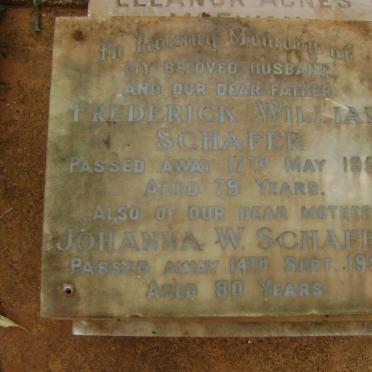 ELEANOR AGNES
In Loving Memory of
MY BELOVED HUSBAND
AND OUR DEAR FATHER
FREDERICK WILLIAM
SCHAFER
PASSED AWAY 17TH MAY
AGED 79 YEARS.
ALSO OF OUR DEAR MOTHER
JOHANNA W. SCHAFER
PASSED AWAY 14TH SEPT.
AGED 80 YEARS.